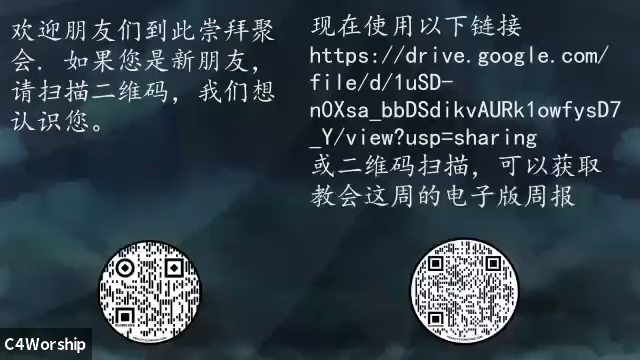 欢迎朋友们到此崇拜聚
会. 如果您是新朋友,
请扫描二维码, 我们想
认识您。
现在使用以下链接
https://drive.google.com/
file/d/1uSD-
nOXsa_bbDSdikvAURk1owfysD7
_Y/view?usp=sharing
或二维码扫描, 可以获取
教会这周的电子版周报
C4Worship